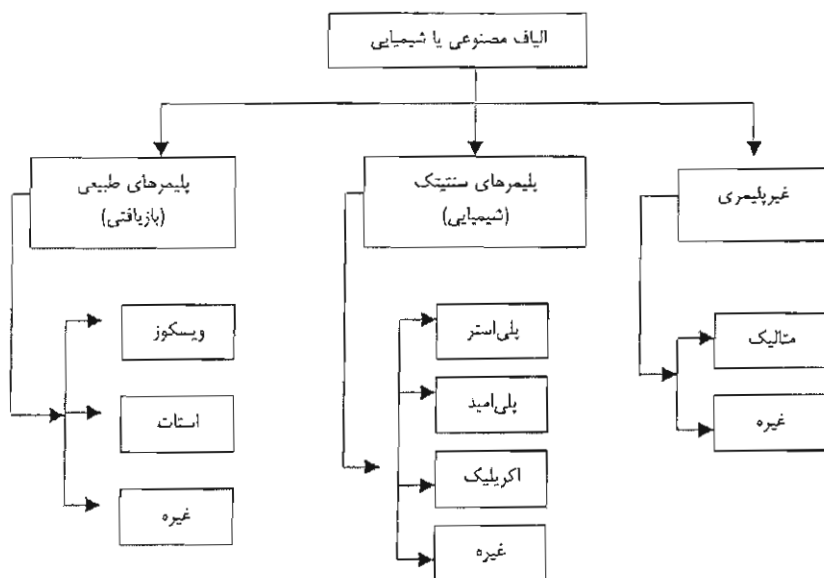 الیاف مصنوعی یا شیمیایی
غیرپلیمری
متالیک
غیره
پلیمرهای سنتیتک
(شیمیایی)
پلی‌استر
پلی‌امید
اکریلیک
غیره
پلیمرهای طبیعی
(بازیافتی)
ویسکوز
استات
غیره